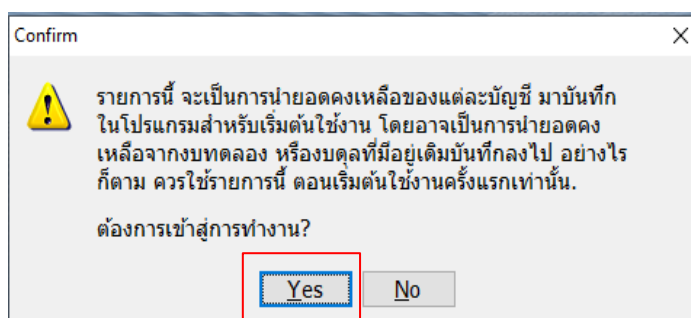 Confirm
รายการนี้ จะเป็นการนำยอดคงเหลือของแต่ละบัญชี มาบันทึก
ในโปรแกรมสำหรับเริ่มต้นใช้งาน โดยอาจเป็นการนำยอดคง
เหลือจากงบทดลอง หรืองบดุลที่มีอยู่เดิมบันทึกลงไป อย่างไร
ก็ตาม ควรใช้รายการนี้ ตอนเริ่มต้นใช้งานครั้งแรกเท่านั้น.
ต้องการเข้าสู่การทำงาน?
Yes No